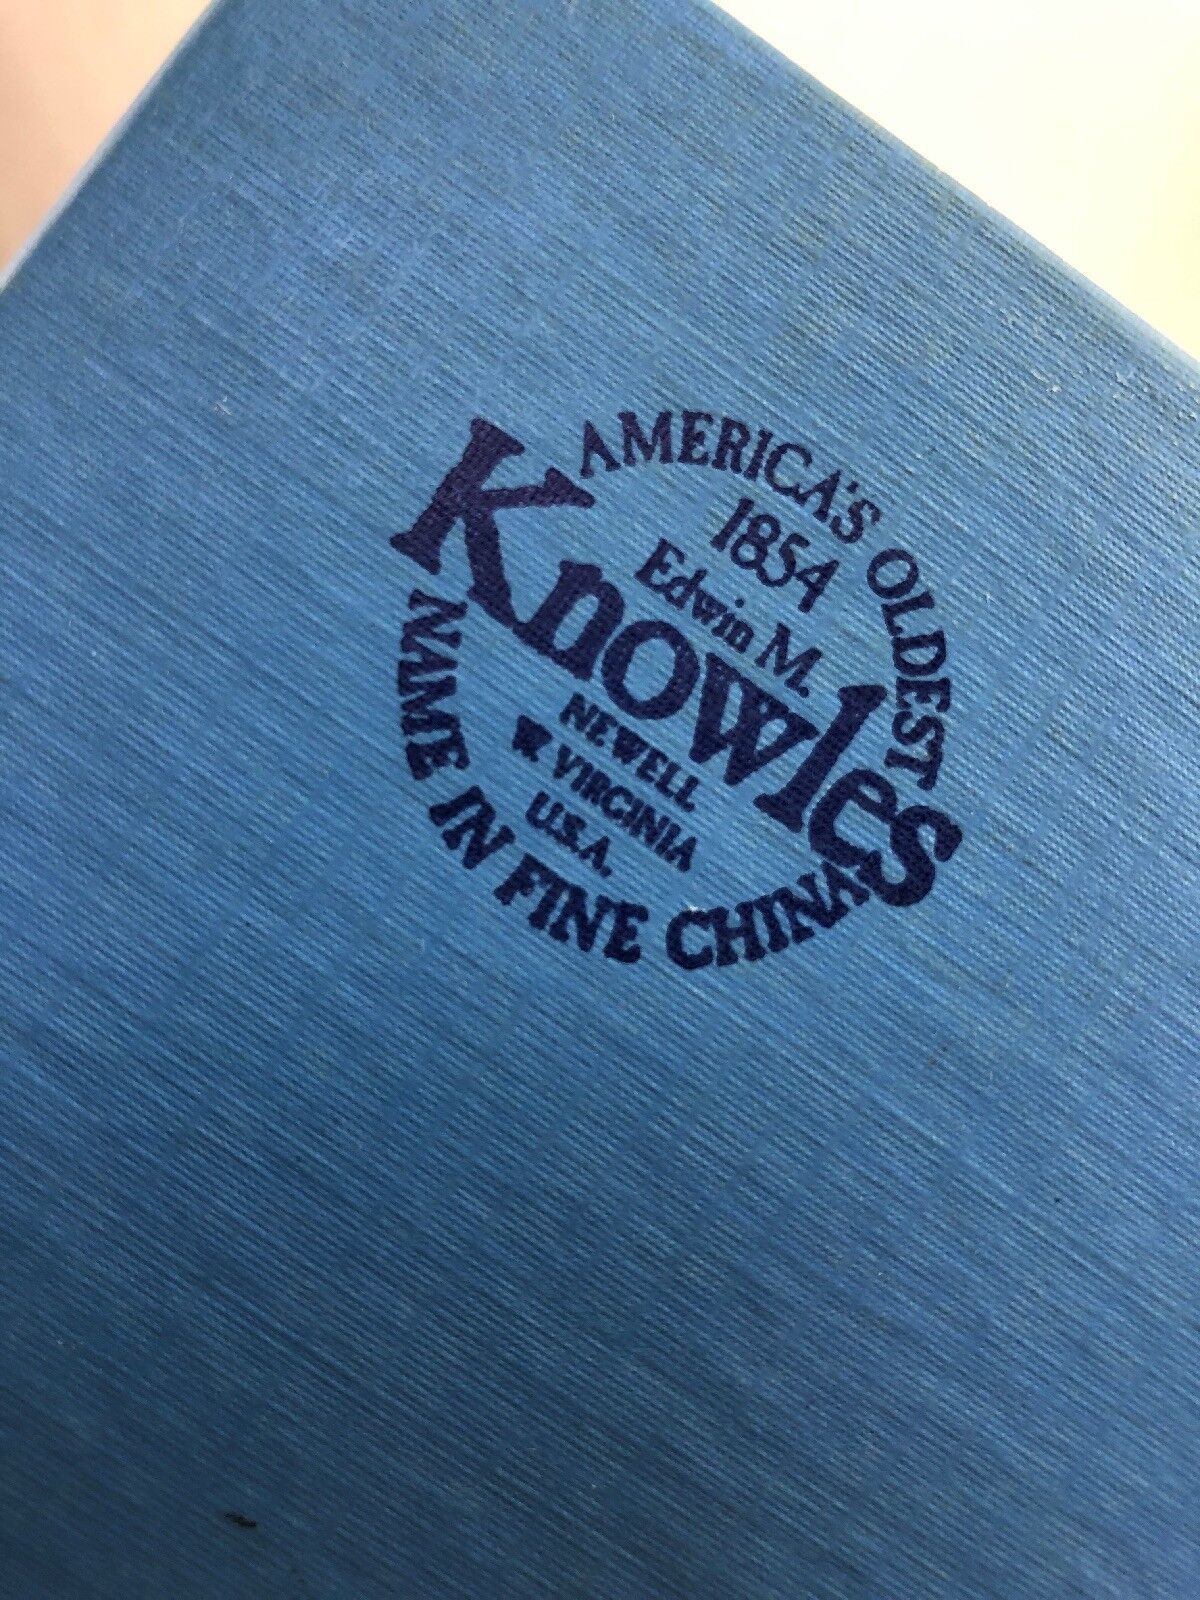 AMERICA'S OLDEST
1854
Edwin M.
Knowles
NEWELL
W. VIRGINIA
U.S.A.
NAME IN FINE CHINA